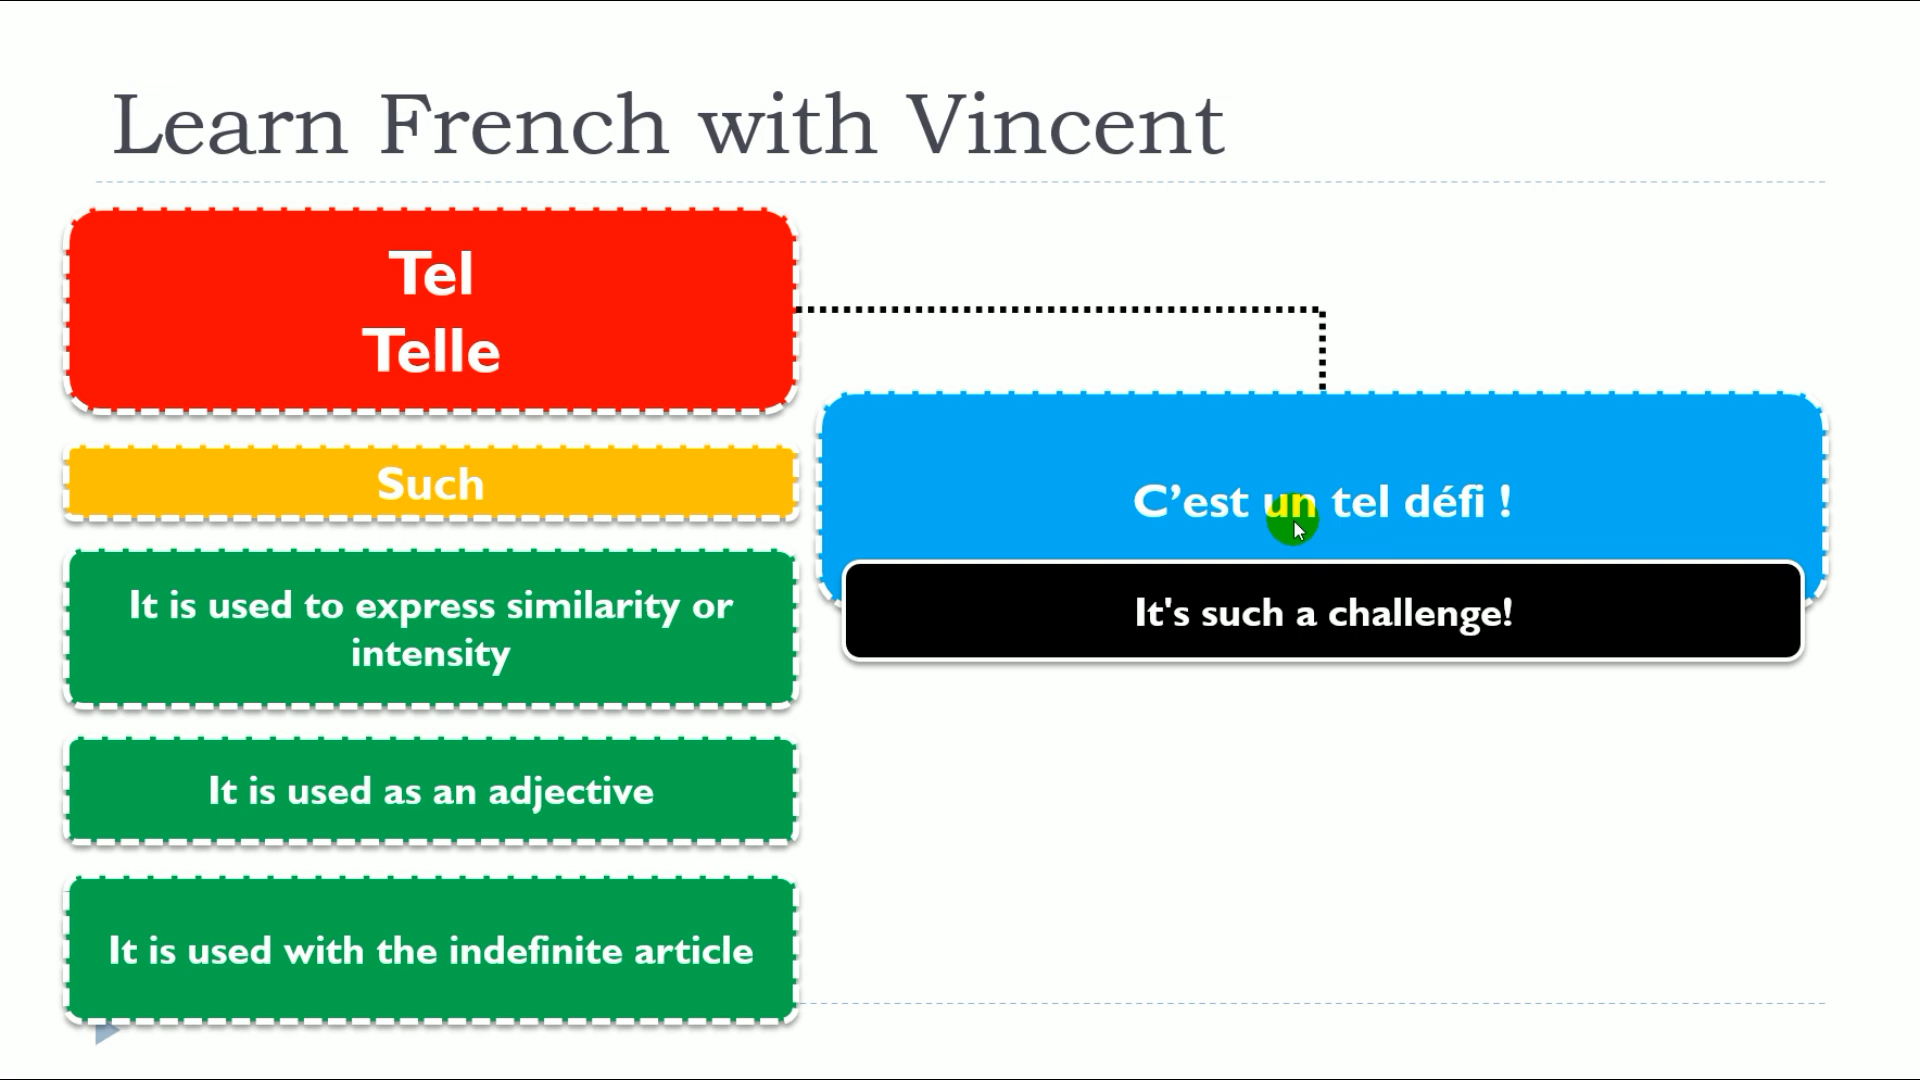 Learn French with Vincent
Tel
Telle
Such
It is used to express similarity or
intensity
It is used as an adjective
It is used with the indefinite article
C’est un tel défi !
It's such a challenge!